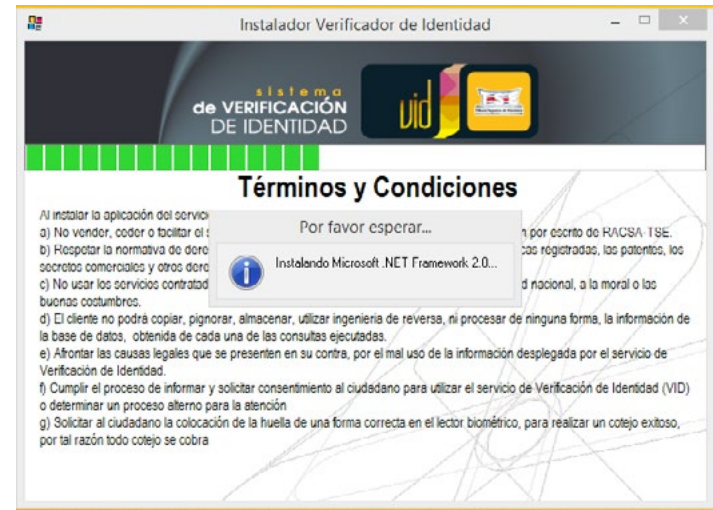 Instalador Verificador de Identidad
sistema
de VERIFICACIÓN
DE IDENTIDAD
vid
Términos y Condiciones
Al instalar la aplicación del servic
a) No vender, ceder o facilitar el
por escrito de RACSA-TSE.
Por favor esperar...
b) Respetar la normativa de dere
cas registradas, las patentes, los
secretos comerciales y otros dere
Instalando Microsoft .NET Framework 2.0...
c) No usar los servicios contratad
d nacional, a la moral o las
buenas costumbres.
d) El cliente no podrá copiar, pignorar, almacenar, utilizar ingenieria de reversa, ni procesar de ninguna forma, la información de
la base de datos, obtenida de cada una de las consultas ejecutadas.
e) Afrontar las causas legales que se presenten en su contra, por el mal uso de la información desplegada por el servicio de
Verificación de Identidad.
f) Cumplir el proceso de informar y solicitar consentimiento al ciudadano para utilizar el servicio de Verificación de Identidad (VID)
o determinar un proceso alterno para la atención
g) Solicitar al ciudadano la colocación de la huella de una forma correcta en el lector biométrico, para realizar un cotejo exitoso,
por tal razón todo cotejo se cobra